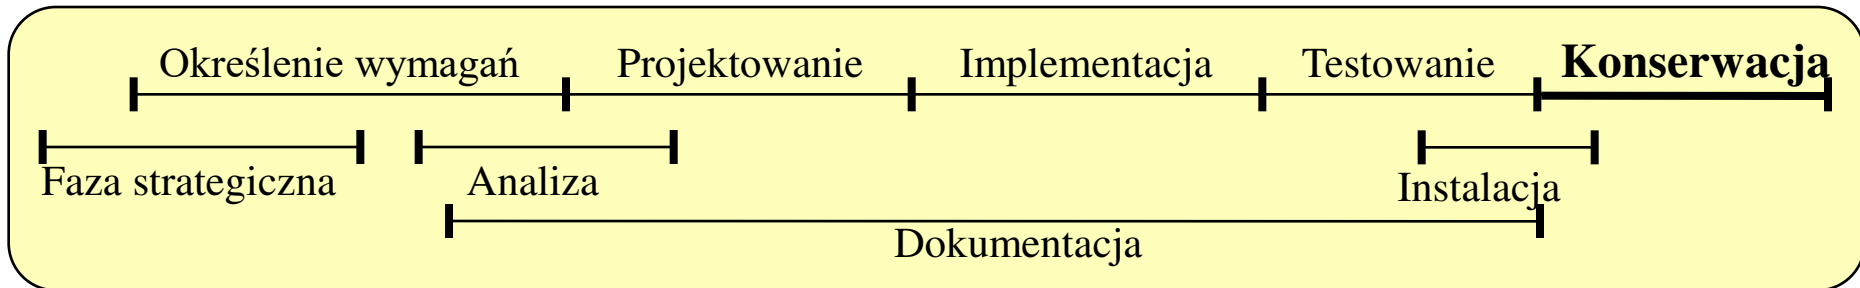 Określenie wymagań Projektowanie Implementacja Testowanie Konserwacja
Faza strategiczna Analiza Instalacja
Dokumentacja